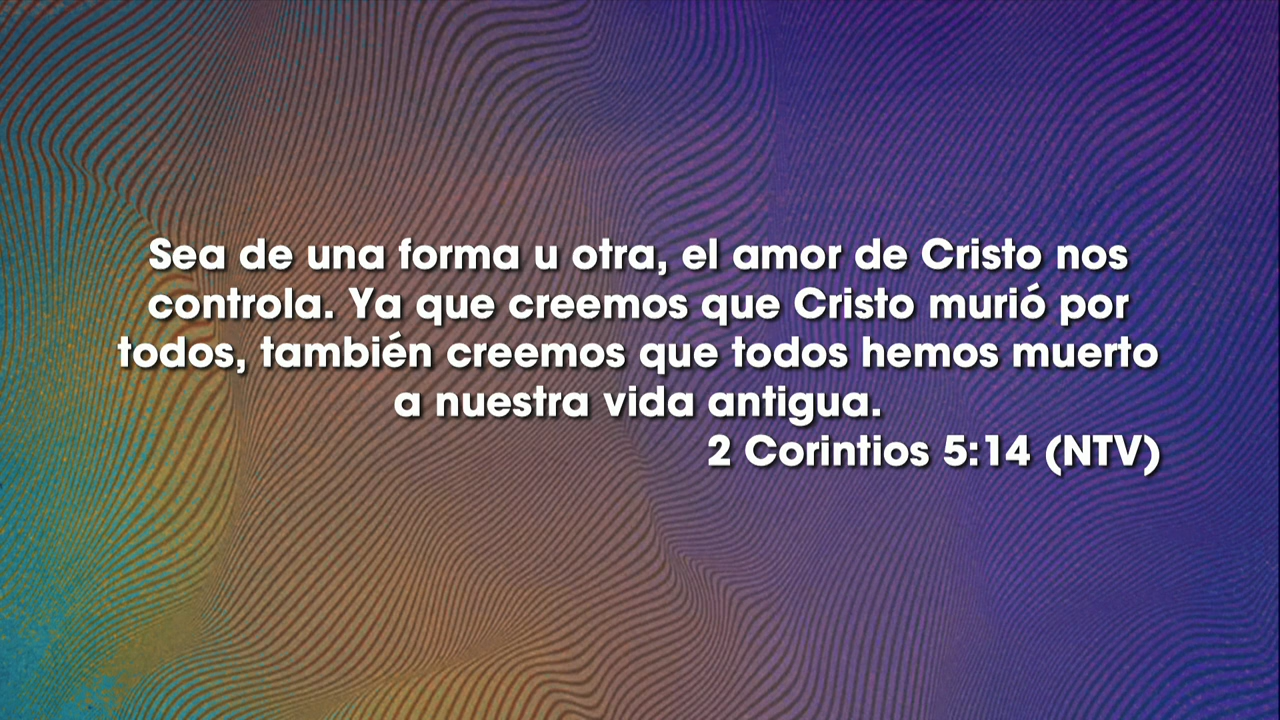 Sea de una forma u otra, el amor de Cristo nos
controla. Ya que creemos que Cristo murió por
todos, también creemos que todos hemos muerto
a nuestra vida antigua.
2 Corintios 5:14 (NTV)